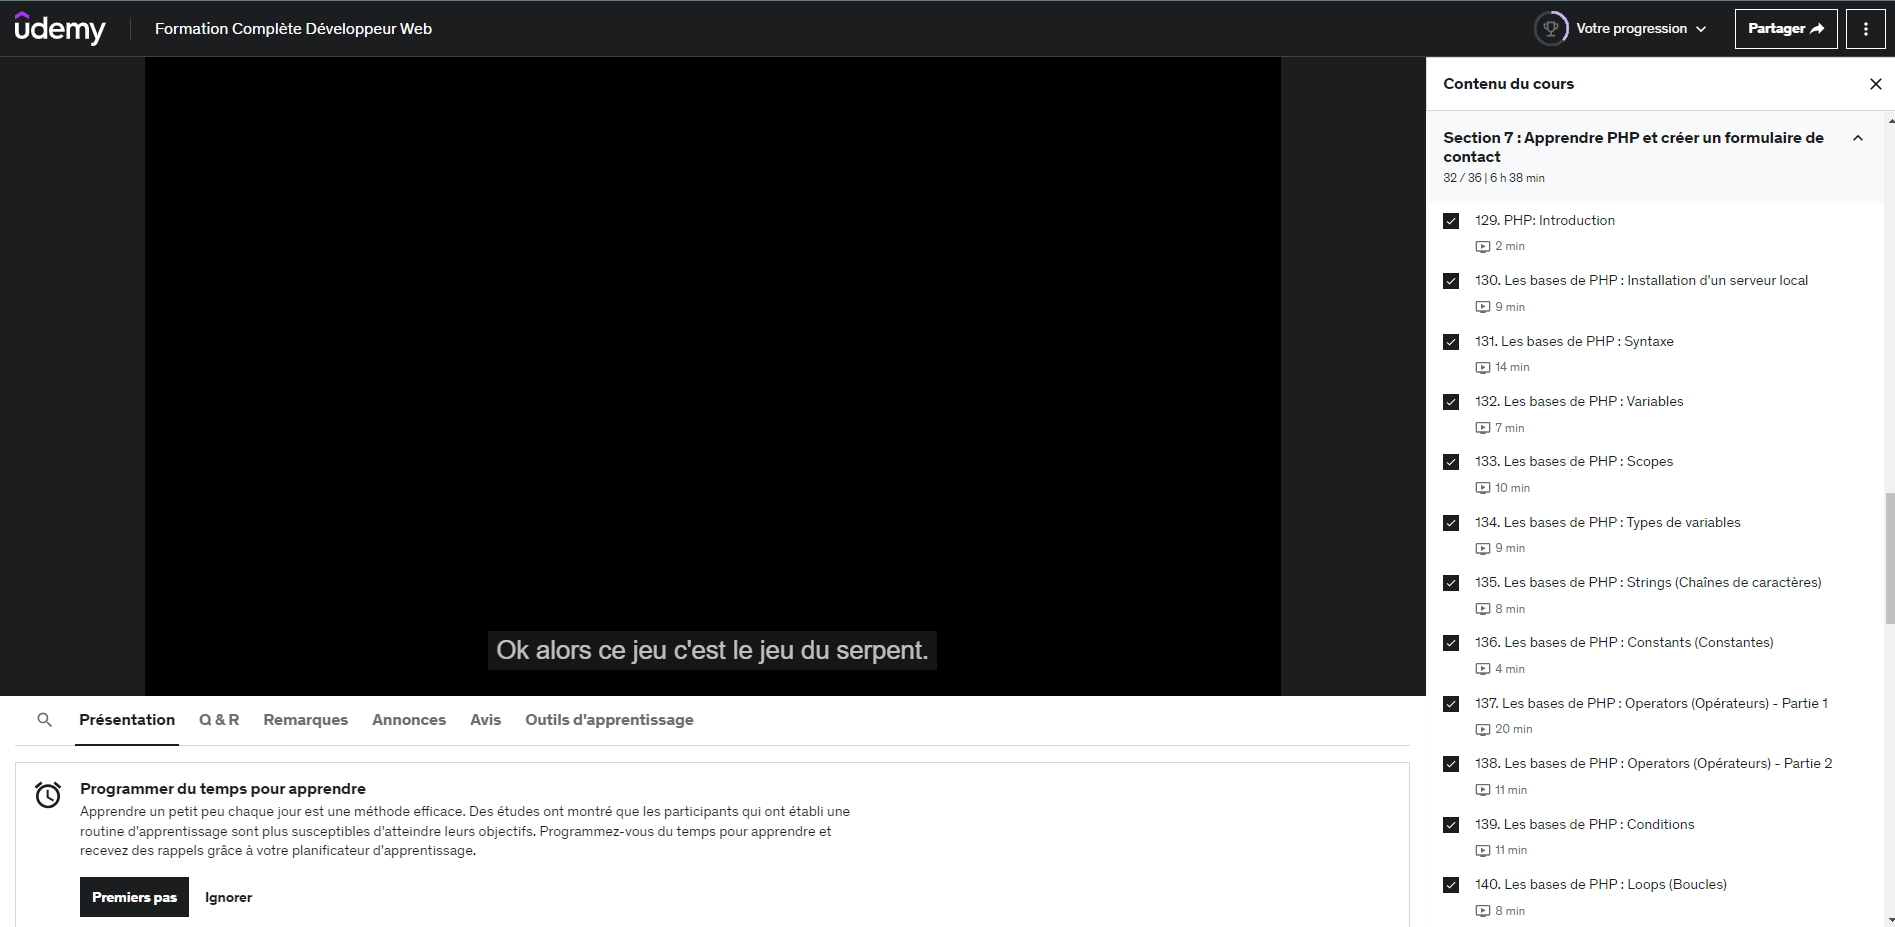 udemy
Formation Complète Développeur Web
Votre progression
Partager
Ok alors ce jeu c'est le jeu du serpent.
Présentation
Q & R
Remarques
Annonces
Avis
Outils d'apprentissage
Programmer du temps pour apprendre
Apprendre un petit peu chaque jour est une méthode efficace. Des études ont montré que les participants qui ont établi une
routine d'apprentissage sont plus susceptibles d'atteindre leurs objectifs. Programmez-vous du temps pour apprendre et
recevez des rappels grâce à votre planificateur d'apprentissage.
Premiers pas
Ignorer
Contenu du cours
Section 7 : Apprendre PHP et créer un formulaire de
contact
32 / 36 | 6 h 38 min
129. PHP: Introduction
2 min
130. Les bases de PHP : Installation d'un serveur local
9 min
131. Les bases de PHP : Syntaxe
14 min
132. Les bases de PHP : Variables
7 min
133. Les bases de PHP : Scopes
10 min
134. Les bases de PHP : Types de variables
9 min
135. Les bases de PHP : Strings (Chaînes de caractères)
8 min
136. Les bases de PHP : Constants (Constantes)
4 min
137. Les bases de PHP : Operators (Opérateurs) - Partie 1
20 min
138. Les bases de PHP : Operators (Opérateurs) - Partie 2
11 min
139. Les bases de PHP : Conditions
11 min
140. Les bases de PHP : Loops (Boucles)
8 min